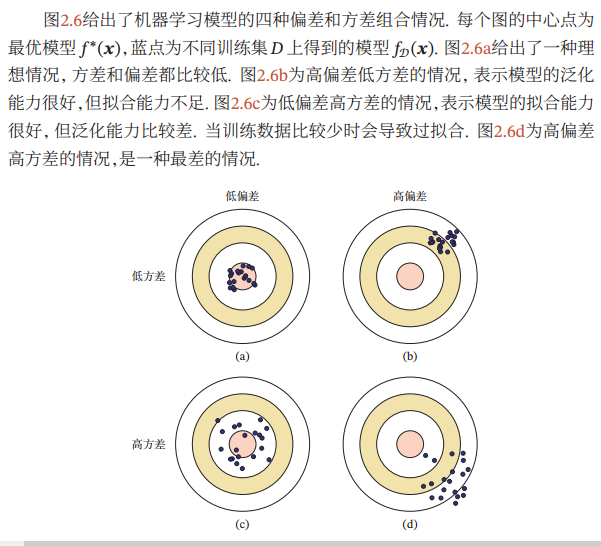 图2.6给出了机器学习模型的四种偏差和方差组合情况. 每个图的中心点为
最优模型 f*(x), 蓝点为不同训练集 D 上得到的模型 f_D(x). 图2.6a给出了一种理
想情况, 方差和偏差都比较低. 图2.6b为高偏差低方差的情况, 表示模型的泛化
能力很好, 但拟合能力不足. 图2.6c为低偏差高方差的情况, 表示模型的拟合能力
很好, 但泛化能力比较差. 当训练数据比较少时会导致过拟合. 图2.6d为高偏差
高方差的情况, 是一种最差的情况.
低偏差
高偏差
低方差
(a)
(b)
高方差
(c)
(d)